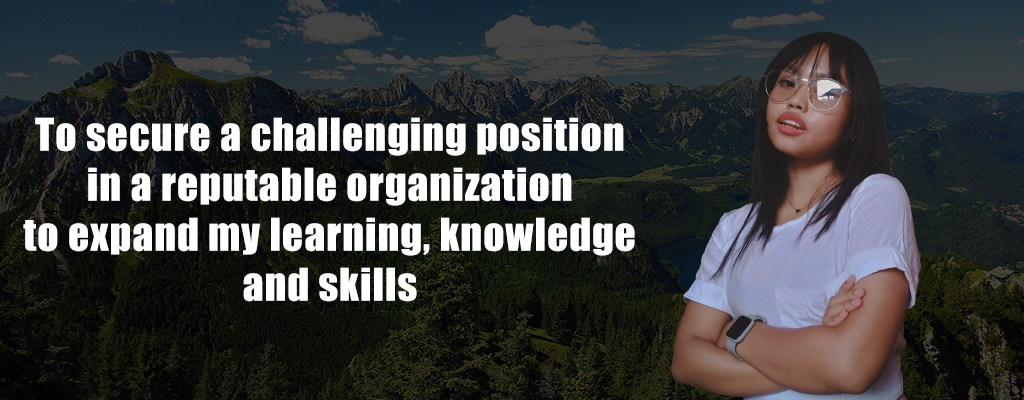 To secure a challenging position
in a reputable organization
to expand my learning, knowledge
and skills